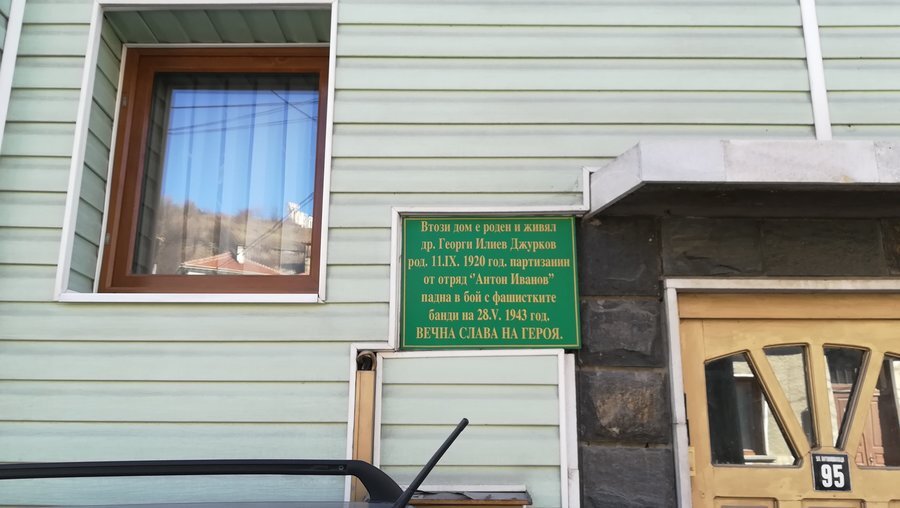 Втози дом е роден и живял
др. Георги Илиев Джурков
род. 11.IX. 1920 год. партизанин
от отряд "Антон Иванов"
падна в бой с фашистките
банди на 28.V. 1943 год.
ВЕЧНА СЛАВА НА ГЕРОЯ.
95